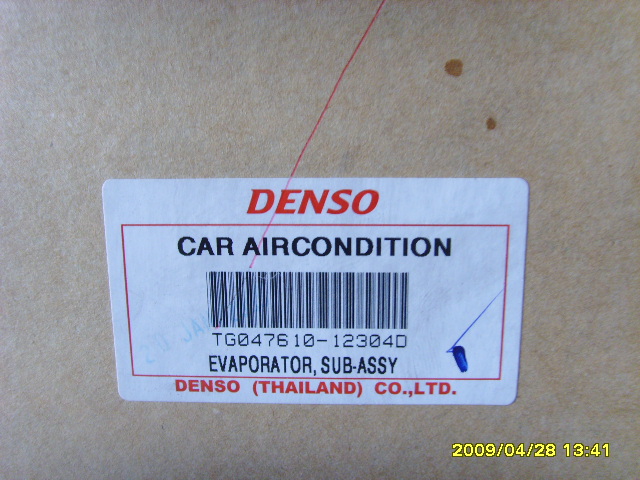 DENSO
CAR AIRCONDITION
TG047610-12304D
EVAPORATOR, SUB-ASSY
DENSO (THAILAND) CO.,LTD.
2009/04/28 13:41